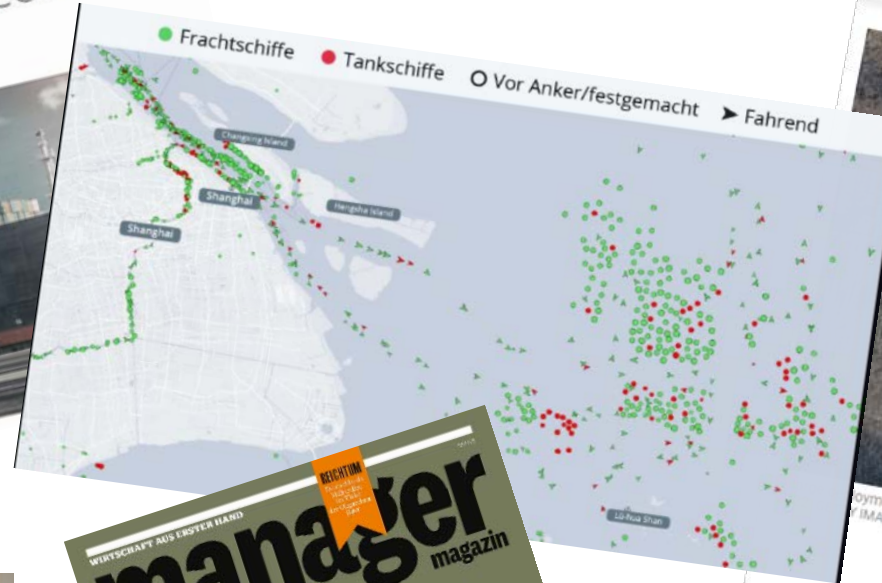 Frachtschiffe
Tankschiffe
Vor Anker/festgemacht
Fahrend
Changxing Island
Shanghai
Hengsha Island
Shanghai
Lü-hua Shan
REICHTUM
WIRTSCHAFT AUS ERSTER HAND
manager
magazin